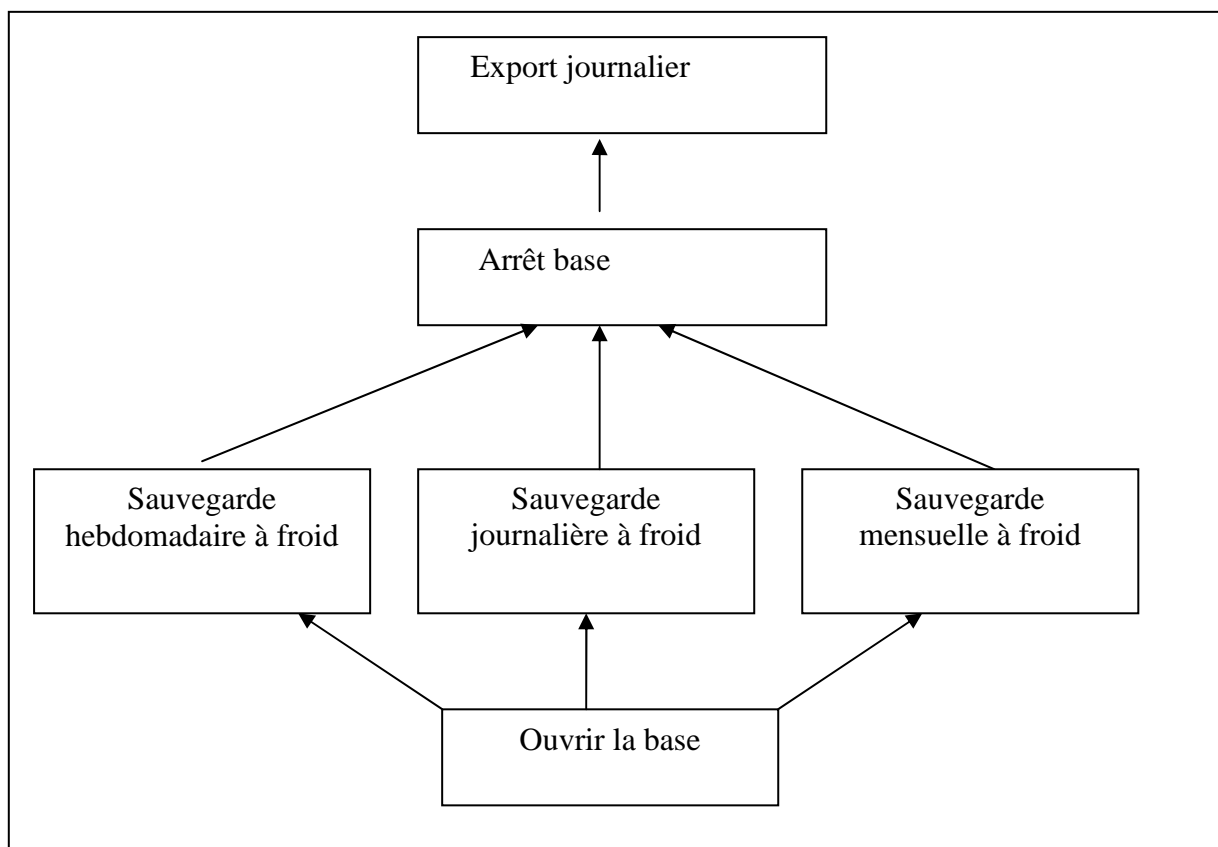 Export journalier
Arrêt base
Sauvegarde
hebdomadaire à froid
Sauvegarde
journalière à froid
Sauvegarde
mensuelle à froid
Ouvrir la base